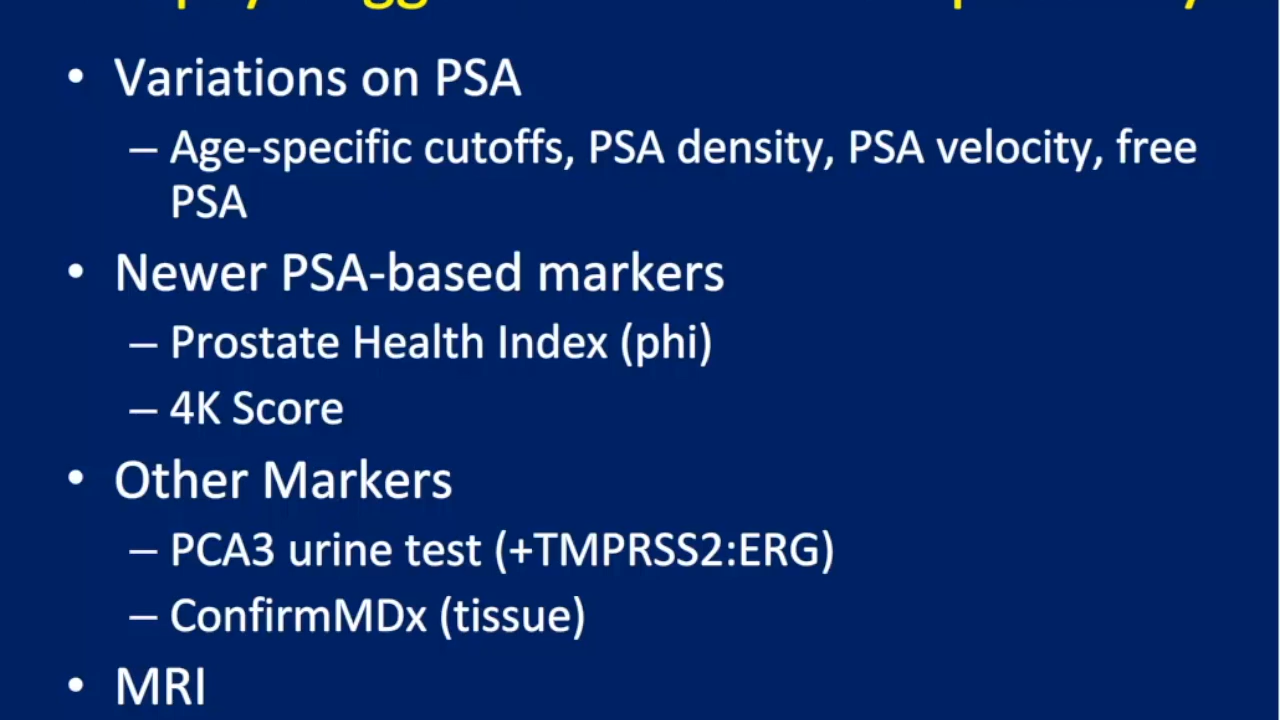 • Variations on PSA
– Age-specific cutoffs, PSA density, PSA velocity, free
PSA
• Newer PSA-based markers
– Prostate Health Index (phi)
– 4K Score
• Other Markers
– PCA3 urine test (+TMPRSS2:ERG)
– ConfirmMDx (tissue)
• MRI